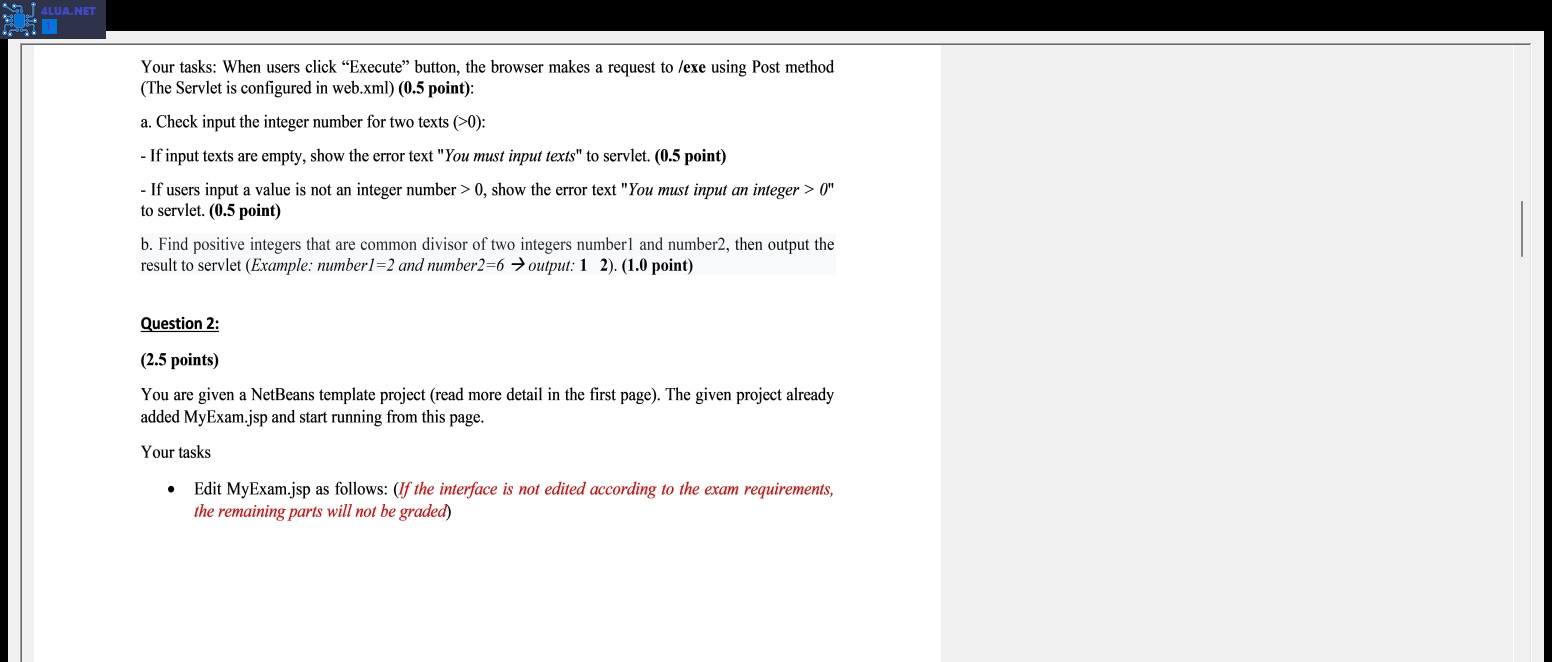 4LUA.NET
Your tasks: When users click “Execute” button, the browser makes a request to /exe using Post method
(The Servlet is configured in web.xml) (0.5 point):
a. Check input the integer number for two texts (>0):
- If input texts are empty, show the error text "You must input texts" to servlet. (0.5 point)
- If users input a value is not an integer number > 0, show the error text "You must input an integer > 0"
to servlet. (0.5 point)
b. Find positive integers that are common divisor of two integers number1 and number2, then output the
result to servlet (Example: number1=2 and number2=6 → output: 1 2). (1.0 point)
Question 2:
(2.5 points)
You are given a NetBeans template project (read more detail in the first page). The given project already
added MyExam.jsp and start running from this page.
Your tasks
• Edit MyExam.jsp as follows: (If the interface is not edited according to the exam requirements,
the remaining parts will not be graded)